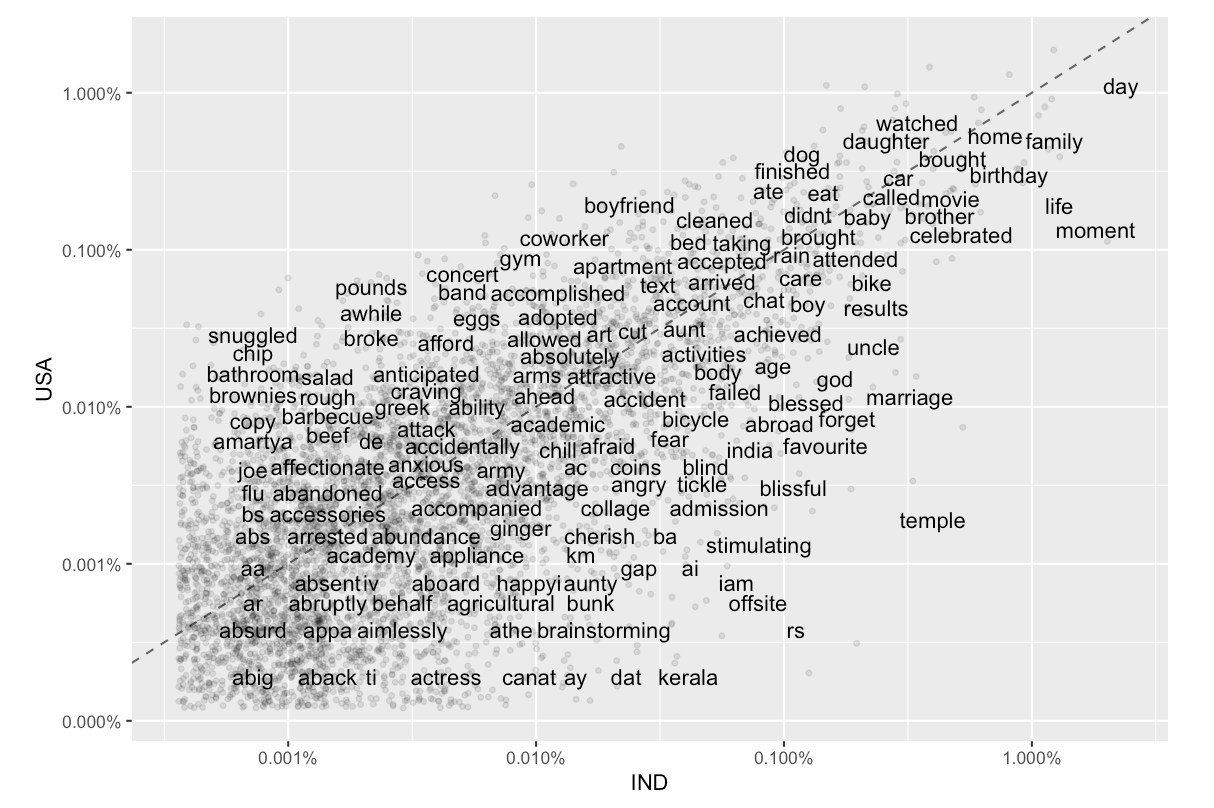 1.000%
day
watched
daughter
home family
dog
bought
finished
car
birthday
ate eat
called movie
life
boyfriend
didnt baby brother
cleaned
moment
coworker
bed taking brought
celebrated
0.100%
gym
apartment accepted rain attended
concert
text arrived care
bike
pounds
band accomplished
account chat boy
results
awhile
eggs adopted
snuggled
broke
afford
allowed art cut aunt
achieved
chip
absolutely
activities
uncle
bathroom salad anticipated
arms attractive
body age
god
brownies rough
craving
ahead
accident
failed
blessed
marriage
0.010%
copy barbecue greek ability
academic
bicycle
abroad forget
amartya beef de
attack
accidentally
chill afraid
fear
india favourite
joe affectionate anxious
army
ac coins blind
flu abandoned
access
advantage
angry tickle
blissful
bs accessories
accompanied
collage admission
temple
abs arrested abundance
ginger
cherish ba
stimulating
academy appliance
km
0.001%
aa
gap ai
absent iv aboard happyi aunty
iam
ar abruptly behalf agricultural bunk
offsite
absurd appa aimlessly
athe brainstorming
rs
abig aback ti actress canat ay dat kerala
0.000%
0.001% 0.010% 0.100% 1.000%
IND
USA